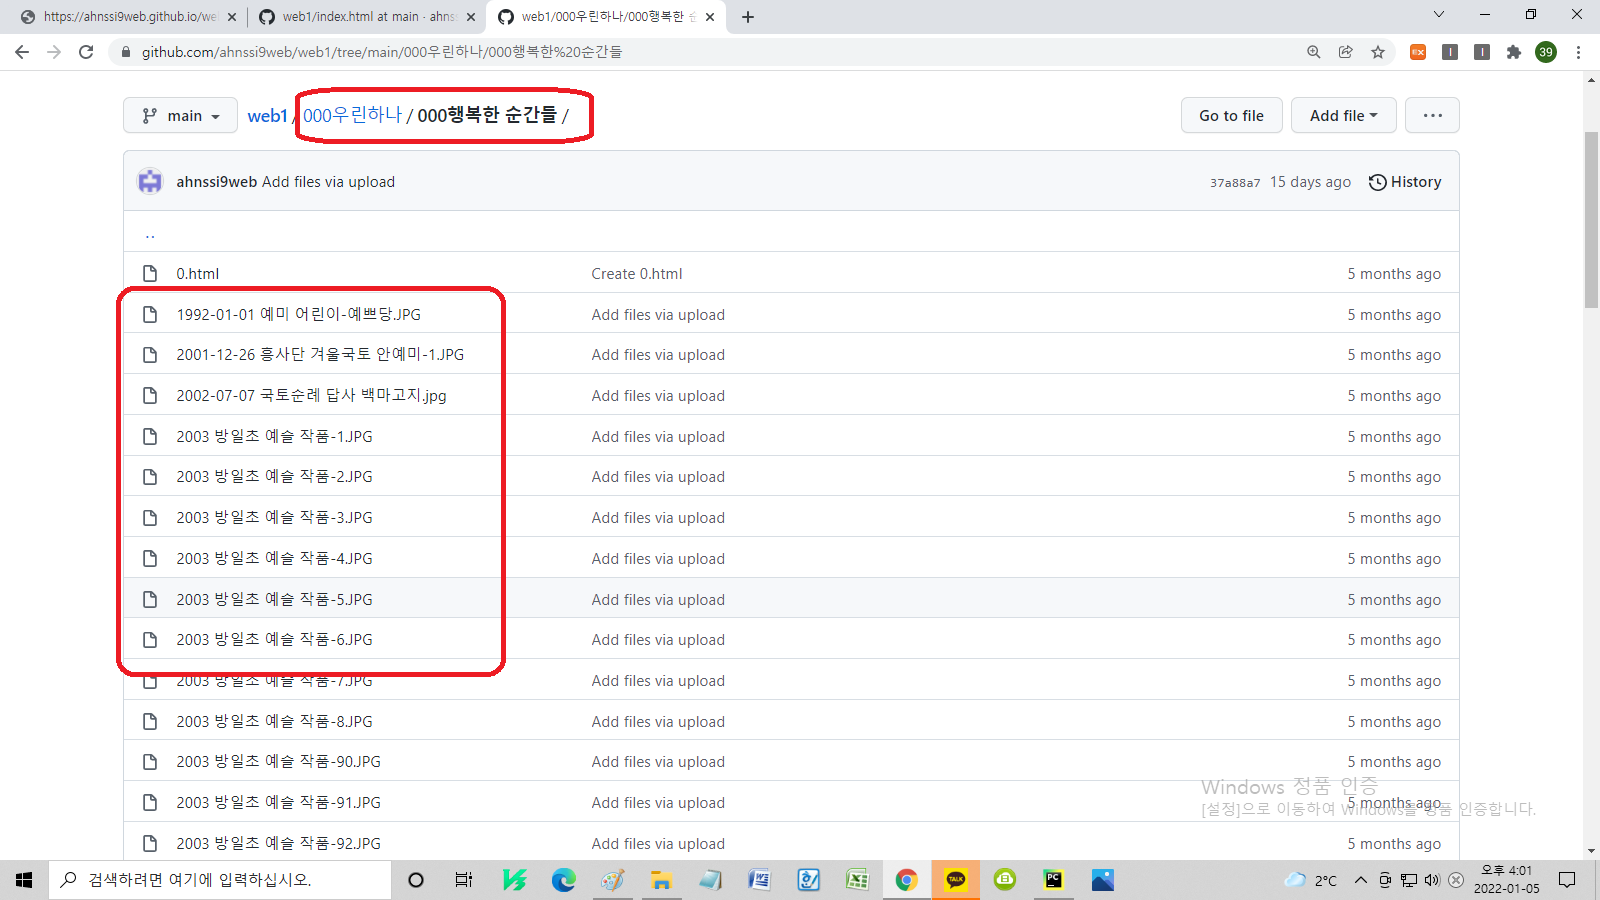 https://ahnssi9web.github.io/we
web1/index.html at main · ahnss
web1/000우린하나/000행복한 순
github.com/ahnssi9web/web1/tree/main/000우린하나/000행복한%20순간들
EX
39
main
web1 / 000우린하나 / 000행복한 순간들 /
Go to file
Add file
...
ahnssi9web Add files via upload
37a88a7 15 days ago History
..
0.html Create 0.html 5 months ago
1992-01-01 예미 어린이-예쁘당.JPG Add files via upload 5 months ago
2001-12-26 흥사단 겨울국토 안예미-1.JPG Add files via upload 5 months ago
2002-07-07 국토순례 답사 백마고지.jpg Add files via upload 5 months ago
2003 방일초 예슬 작품-1.JPG Add files via upload 5 months ago
2003 방일초 예슬 작품-2.JPG Add files via upload 5 months ago
2003 방일초 예슬 작품-3.JPG Add files via upload 5 months ago
2003 방일초 예슬 작품-4.JPG Add files via upload 5 months ago
2003 방일초 예슬 작품-5.JPG Add files via upload 5 months ago
2003 방일초 예슬 작품-6.JPG Add files via upload 5 months ago
2003 방일초 예슬 작품-7.JPG Add files via upload 5 months ago
2003 방일초 예슬 작품-8.JPG Add files via upload 5 months ago
2003 방일초 예슬 작품-90.JPG Add files via upload 5 months ago
2003 방일초 예슬 작품-91.JPG Add files via upload 5 months ago
2003 방일초 예슬 작품-92.JPG Add files via upload 5 months ago
Windows 정품 인증
[설정]으로 이동하여 Windows를 정품 인증합니다.
검색하려면 여기에 입력하십시오.
TALK
PC
2°C
오후 4:01
2022-01-05